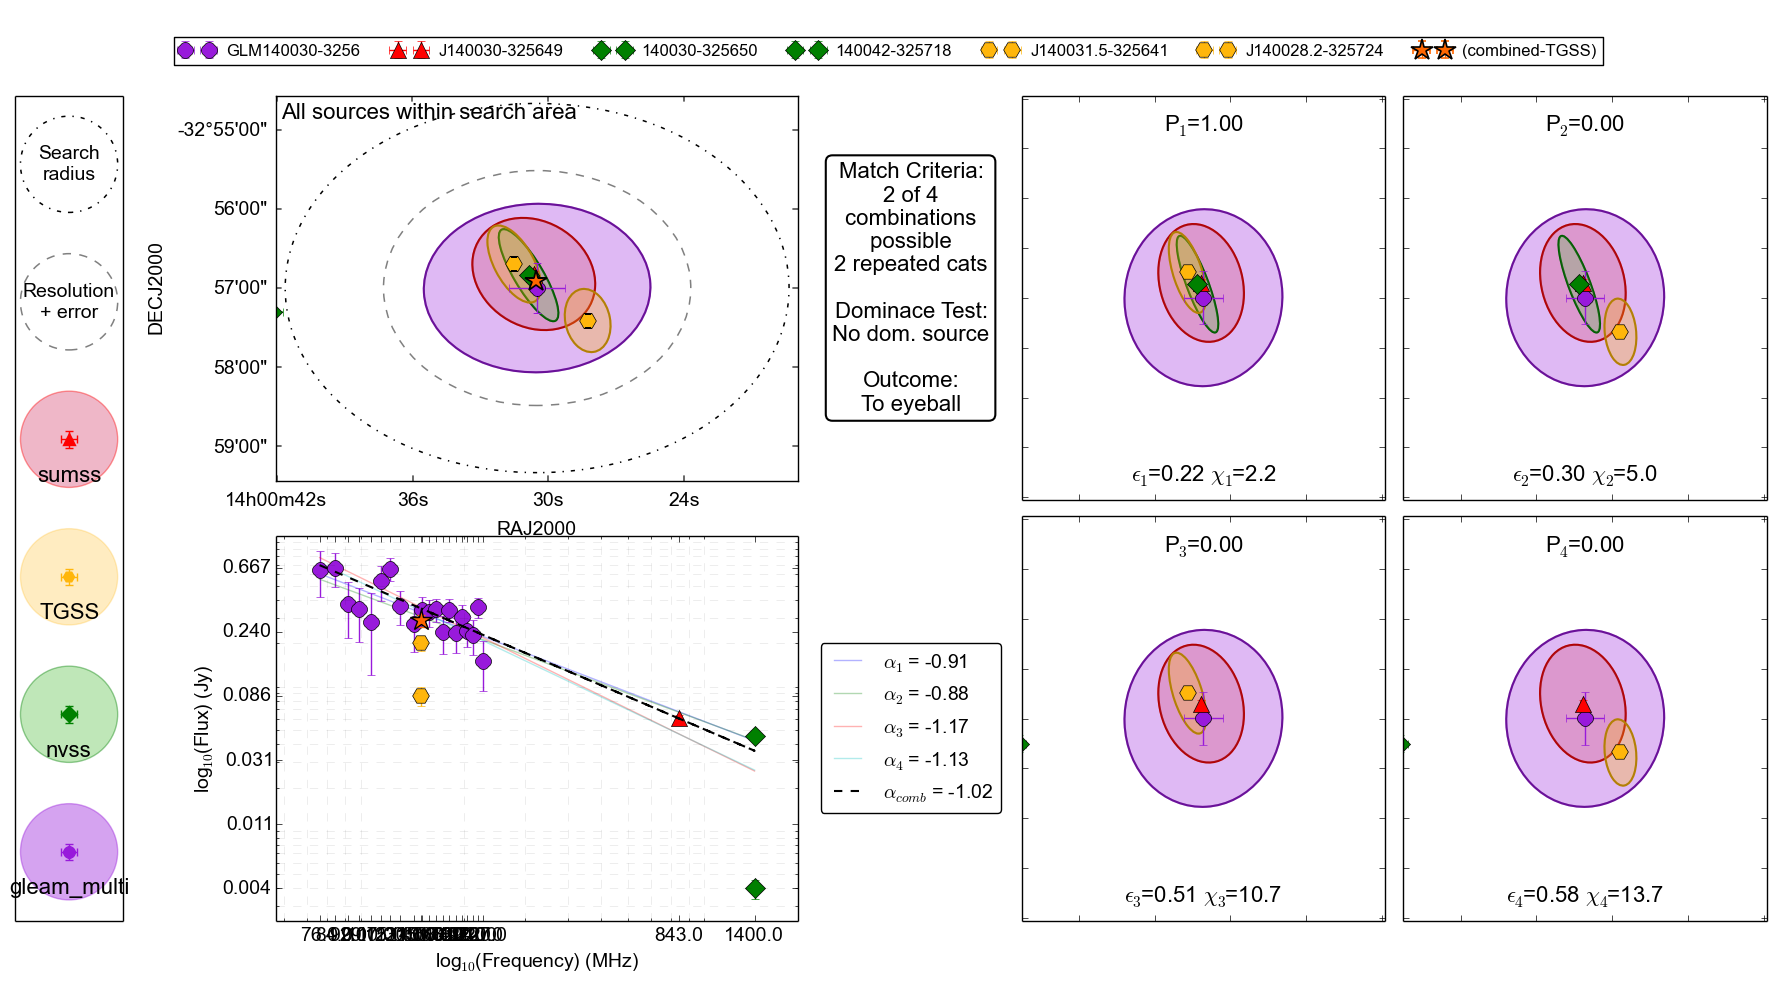 GLM140030-3256 J140030-325649 140030-325650 140042-325718 J140031.5-325641 J140028.2-325724 (combined-TGSS)
Search
radius
Resolution
+ error
sumss
TGSS
nvss
gleam_multi
All sources within search area
DECJ2000
-32°55'00"
56'00"
57'00"
58'00"
59'00"
14h00m42s 36s 30s 24s
RAJ2000
Match Criteria:
2 of 4
combinations
possible
2 repeated cats
Dominace Test:
No dom. source
Outcome:
To eyeball
P1=1.00
ϵ1=0.22 χ1=2.2
P2=0.00
ϵ2=0.30 χ2=5.0
P3=0.00
ϵ3=0.51 χ3=10.7
P4=0.00
ϵ4=0.58 χ4=13.7
log10(Flux) (Jy)
0.667
0.240
0.086
0.031
0.011
0.004
843.0 1400.0
log10(Frequency) (MHz)
α1 = -0.91
α2 = -0.88
α3 = -1.17
α4 = -1.13
αcomb = -1.02